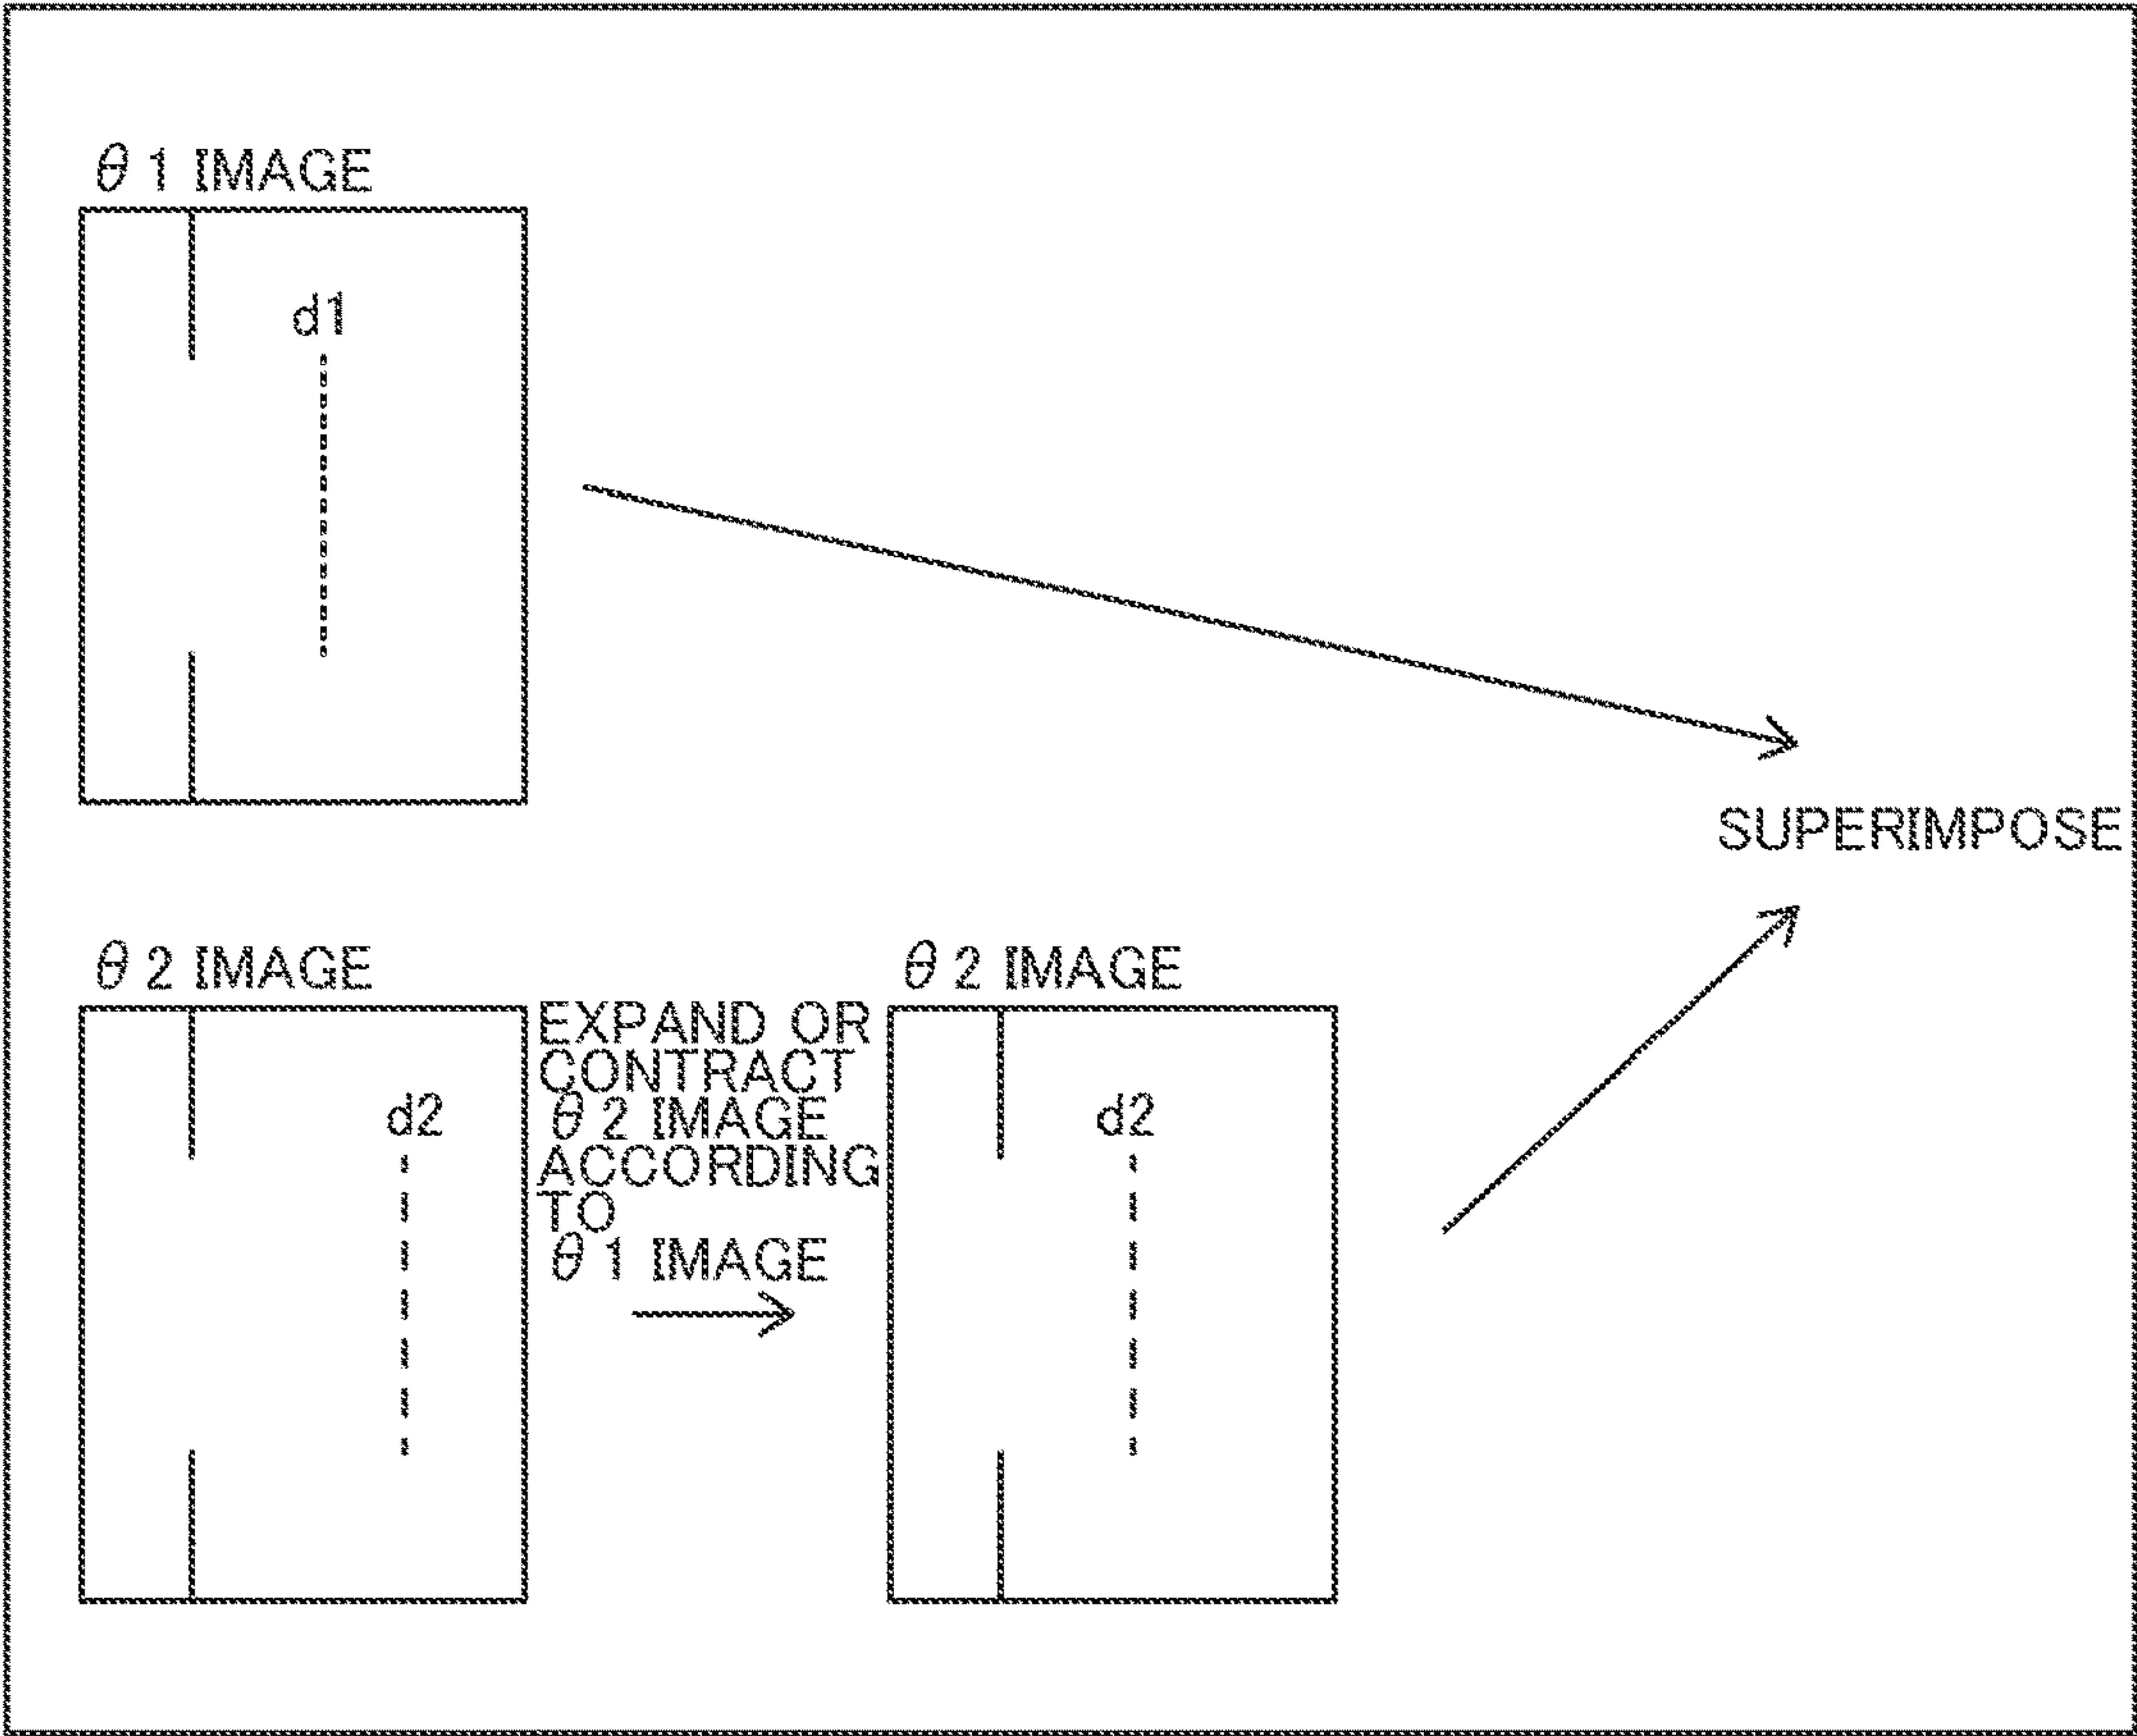 θ1 IMAGE
d1
SUPERIMPOSE
θ2 IMAGE
d2
EXPAND OR
CONTRACT
θ2 IMAGE
ACCORDING
TO
θ1 IMAGE
θ2 IMAGE
d2